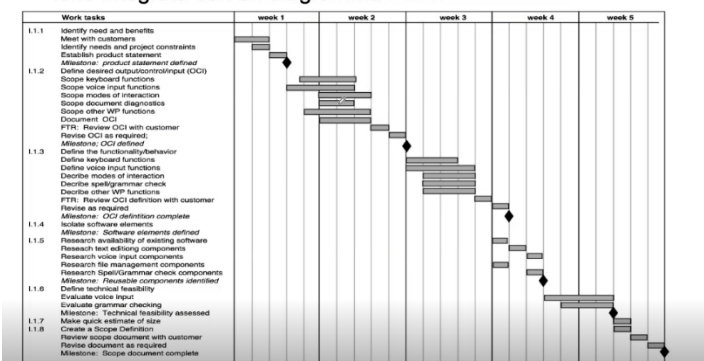 Work tasks week 1 week 2 week 3 week 4 week 5
I.1.1 Identify need and benefits
Meet with customers
Identify needs and project constraints
Establish product statement
Milestone: product statement defined
I.1.2 Define desired output/control/input (OCI)
Scope keyboard functions
Scope voice input functions
Scope modes of interaction
Scope document diagnostics
Scope other WP functions
Document OCI
FTR: Review OCI with customer
Revise OCI as required;
Milestone; OCI defined
I.1.3 Define the functionality/behavior
Define keyboard functions
Define voice input functions
Decribe modes of interaction
Decribe spell/grammar check
Decribe other WP functions
FTR: Review OCI definition with customer
Revise as required
Milestone: OCI defintition complete
I.1.4 Isolate software elements
Milestone: Software elements defined
I.1.5 Research availability of existing software
Reseach text editiong components
Research voice input components
Research file management components
Research Spell/Grammar check components
Milestone: Reusable components identified
I.1.6 Define technical feasibility
Evaluate voice input
Evaluate grammar checking
Milestone: Technical feasibility assessed
I.1.7 Make quick estimate of size
I.1.8 Create a Scope Definition
Review scope document with customer
Revise document as required
Milestone: Scope document complete